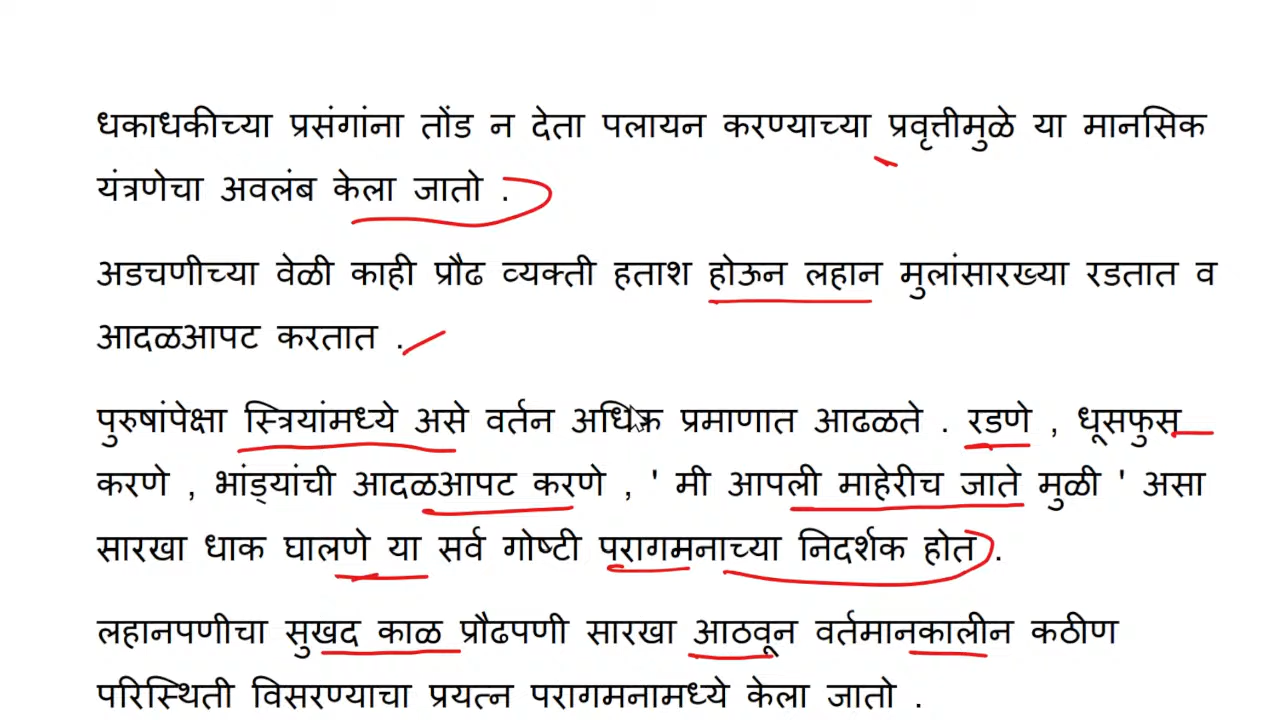 धकाधकीच्या प्रसंगांना तोंड न देता पलायन करण्याच्या प्रवृत्तीमुळे या मानसिक
यंत्रणेचा अवलंब केला जातो .
अडचणीच्या वेळी काही प्रौढ व्यक्ती हताश होऊन लहान मुलांसारख्या रडतात व
आदळआपट करतात .
पुरुषांपेक्षा स्त्रियांमध्ये असे वर्तन अधिक प्रमाणात आढळते . रडणे , धूसफुस
करणे , भांड्यांची आदळआपट करणे , ' मी आपली माहेरीच जाते मुळी ' असा
सारखा धाक घालणे या सर्व गोष्टी परागमनाच्या निदर्शक होत .
लहानपणीचा सुखद काळ प्रौढपणी सारखा आठवून वर्तमानकालीन कठीण
परिस्थिती विसरण्याचा प्रयत्न परागमनामध्ये केला जातो .